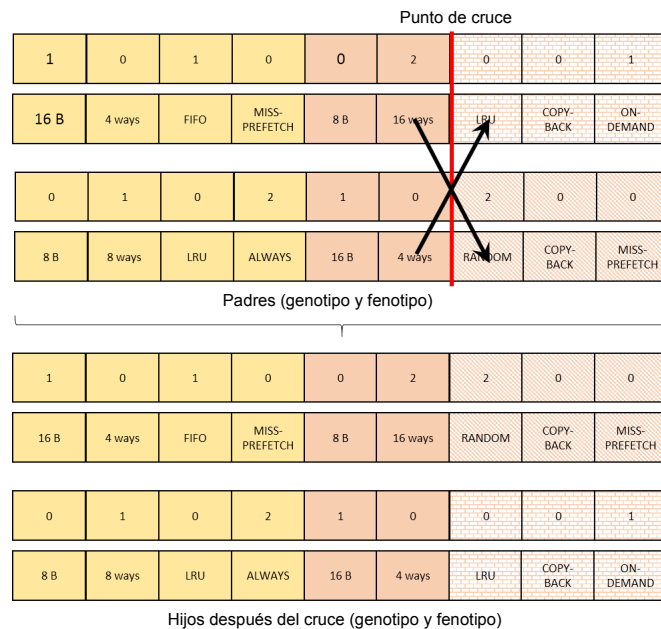 Punto de cruce
1 0 1 0 0 2 0 0 1
16 B 4 ways FIFO MISS-PREFETCH 8 B 16 ways LRU COPY-BACK ON-DEMAND
0 1 0 2 1 0 2 0 0
8 B 8 ways LRU ALWAYS 16 B 4 ways RANDOM COPY-BACK MISS-PREFETCH
Padres (genotipo y fenotipo)
1 0 1 0 0 2 2 0 0
16 B 4 ways FIFO MISS-PREFETCH 8 B 16 ways RANDOM COPY-BACK MISS-PREFETCH
0 1 0 2 1 0 0 0 1
8 B 8 ways LRU ALWAYS 16 B 4 ways LRU COPY-BACK ON-DEMAND
Hijos después del cruce (genotipo y fenotipo)